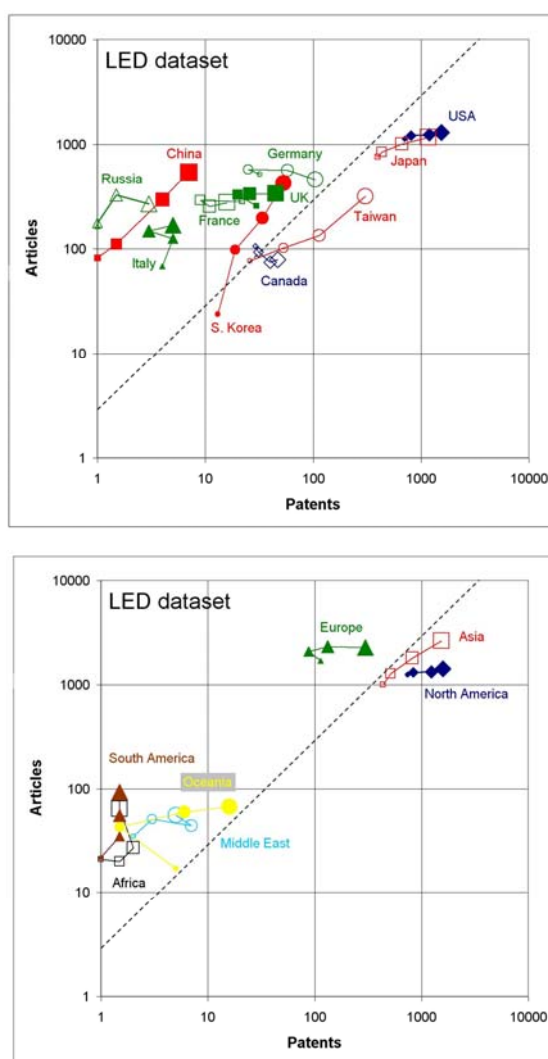 10000
LED dataset
USA
1000
China
Germany
Japan
Russia
UK
France
Taiwan
Articles
100
Italy
Canada
S. Korea
10
1
1 10 100 1000 10000
Patents
10000
LED dataset
Europe
Asia
1000
North America
South America
Articles
100
Oceania
Middle East
Africa
10
1
1 10 100 1000 10000
Patents